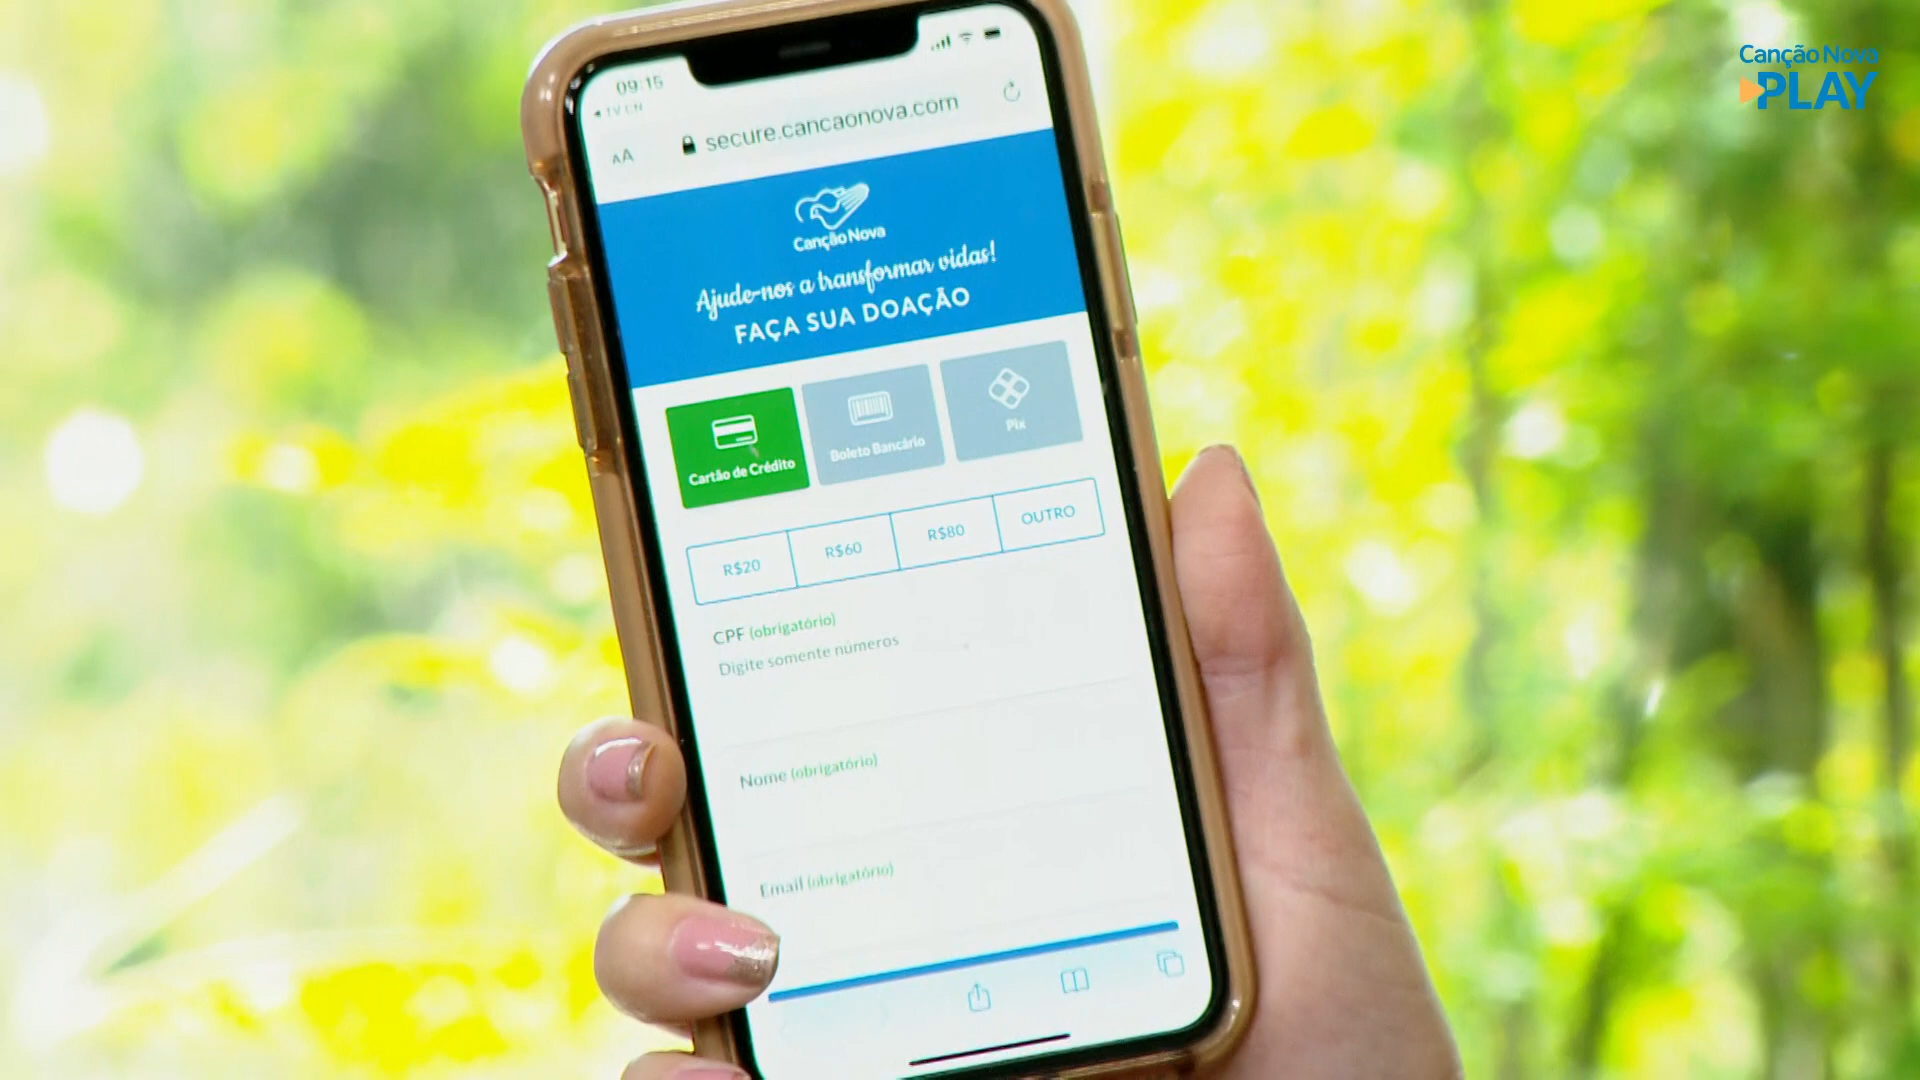 Canção Nova
PLAY
09:15
TV CN
AA
secure.cancaonova.com
Canção Nova
Ajude-nos a transformar vidas!
FAÇA SUA DOAÇÃO
Cartão de Crédito
Boleto Bancário
Pix
R$20
R$60
R$80
OUTRO
CPF (obrigatório)
Digite somente números
Nome (obrigatório)
Email (obrigatório)